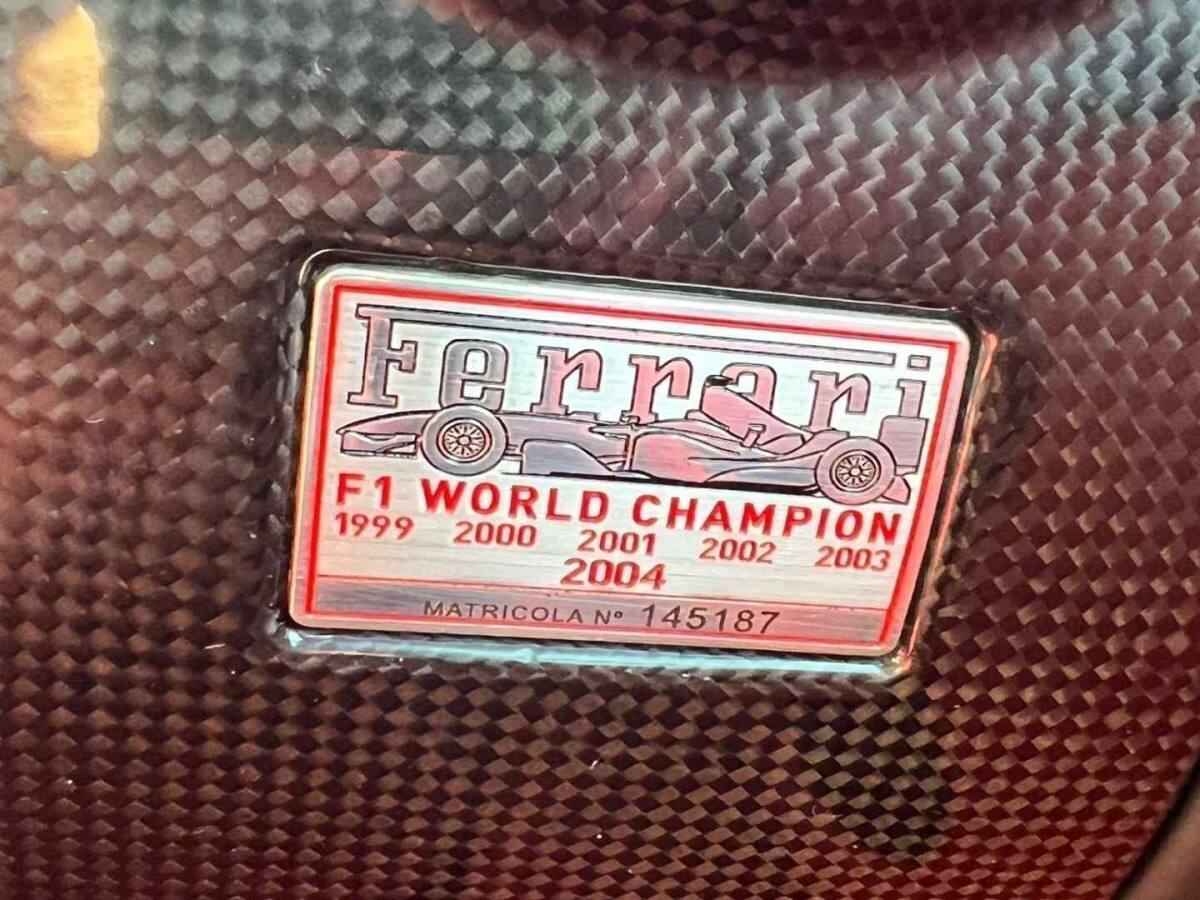 Ferrari
F1 WORLD CHAMPION
1999 2000 2001 2002 2003
2004
MATRICOLA Nº 145187